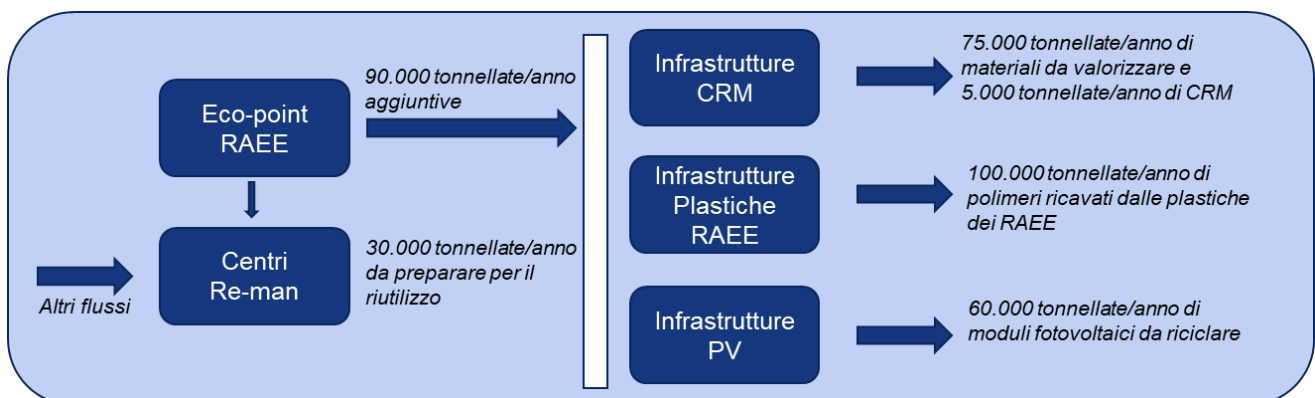 Eco-point
RAEE
90.000 tonnellate/anno
aggiuntive
Altri flussi
Centri
Re-man
30.000 tonnellate/anno
da preparare per il
riutilizzo
Infrastrutture
CRM
75.000 tonnellate/anno di
materiali da valorizzare e
5.000 tonnellate/anno di CRM
Infrastrutture
Plastiche
RAEE
100.000 tonnellate/anno di
polimeri ricavati dalle plastiche
dei RAEE
Infrastrutture
PV
60.000 tonnellate/anno di
moduli fotovoltaici da riciclare